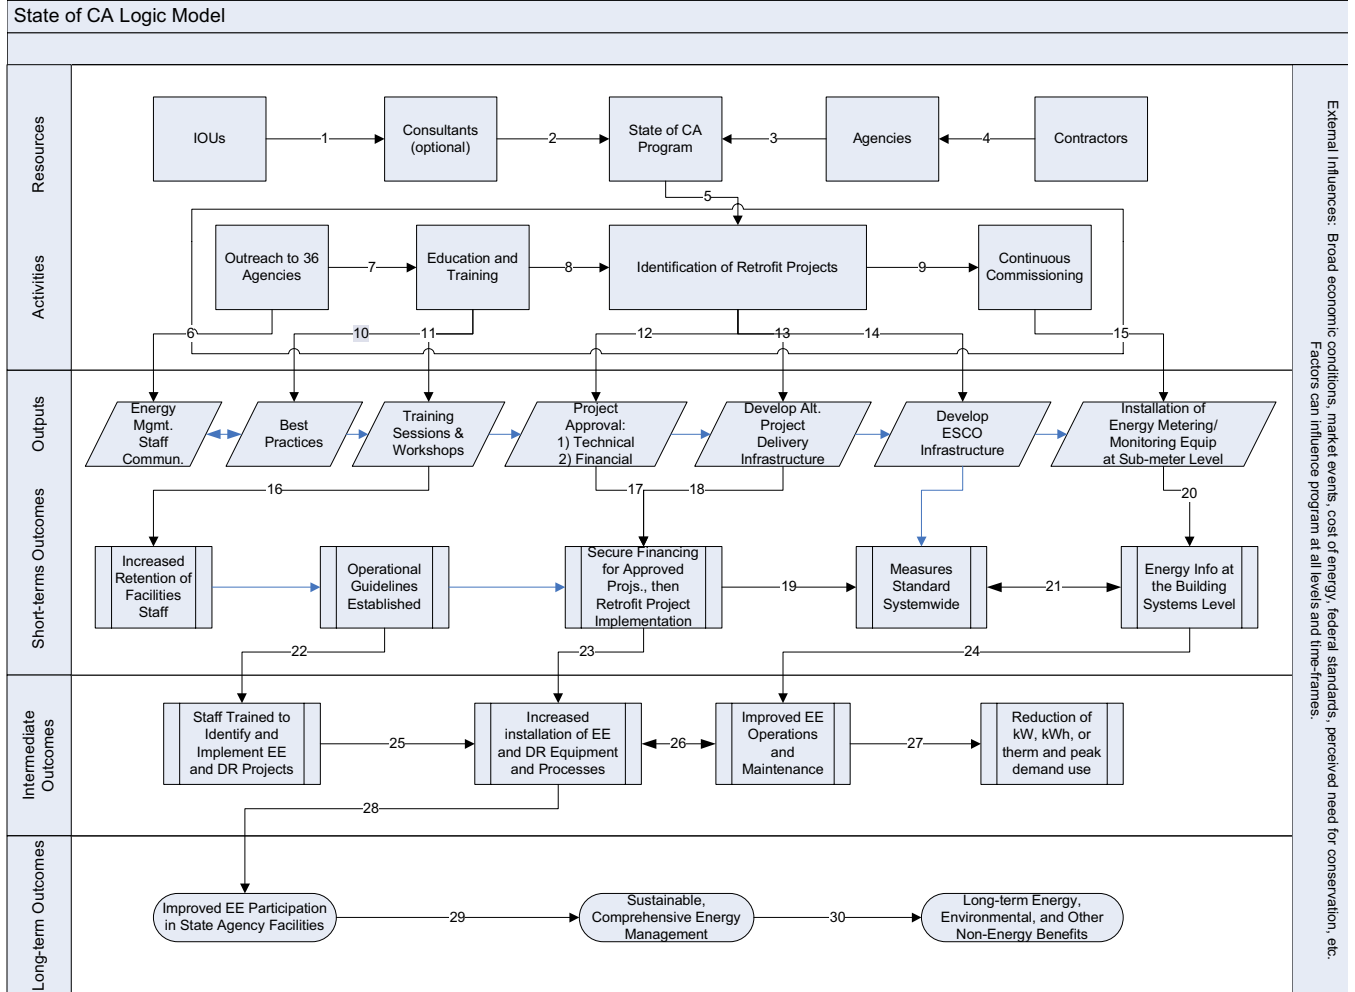 State of CA Logic Model
Resources
IOUs
1
Consultants
(optional)
2
State of CA
Program
3
Agencies
4
Contractors
5
Activities
Outreach to 36
Agencies
7
Education and
Training
8
Identification of Retrofit Projects
9
Continuous
Commissioning
6
10
11
12
13
14
15
Outputs
Energy
Mgmt.
Staff
Commun.
Best
Practices
Training
Sessions &
Workshops
Project
Approval:
1) Technical
2) Financial
Develop Alt.
Project
Delivery
Infrastructure
Develop
ESCO
Infrastructure
Installation of
Energy Metering/
Monitoring Equip
at Sub-meter Level
16
17
18
20
Short-terms Outcomes
Increased
Retention of
Facilities
Staff
Operational
Guidelines
Established
Secure Financing
for Approved
Projs., then
Retrofit Project
Implementation
19
Measures
Standard
Systemwide
21
Energy Info at
the Building
Systems Level
22
23
24
Intermediate
Outcomes
Staff Trained to
Identify and
Implement EE
and DR Projects
25
Increased
installation of EE
and DR Equipment
and Processes
26
Improved EE
Operations
and
Maintenance
27
Reduction of
kW, kWh, or
therm and peak
demand use
28
Long-term Outcomes
Improved EE Participation
in State Agency Facilities
29
Sustainable,
Comprehensive Energy
Management
30
Long-term Energy,
Environmental, and Other
Non-Energy Benefits
External Influences: Broad economic conditions, market events, cost of energy, federal standards, perceived need for conservation, etc.
Factors can influence program at all levels and time-frames.